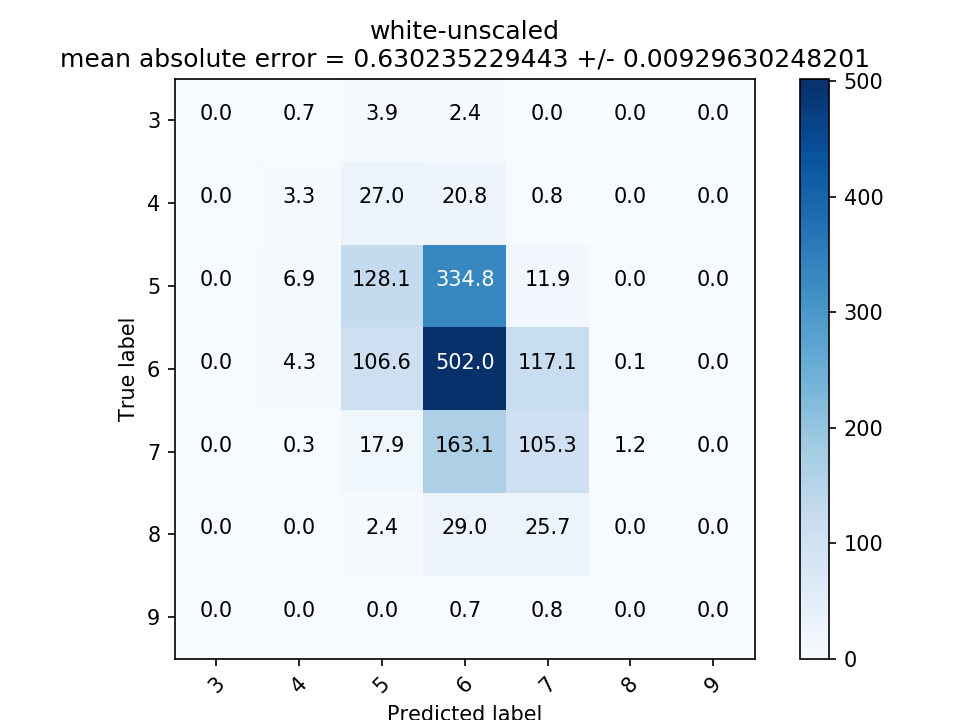 white-unscaled
mean absolute error = 0.630235229443 +/- 0.00929630248201
500
3 0.0 0.7 3.9 2.4 0.0 0.0 0.0
400
4 0.0 3.3 27.0 20.8 0.8 0.0 0.0
5 0.0 6.9 128.1 334.8 11.9 0.0 0.0
300
True label
6 0.0 4.3 106.6 502.0 117.1 0.1 0.0
200
7 0.0 0.3 17.9 163.1 105.3 1.2 0.0
8 0.0 0.0 2.4 29.0 25.7 0.0 0.0
100
9 0.0 0.0 0.0 0.7 0.8 0.0 0.0
0
3 4 5 6 7 8 9
Predicted label